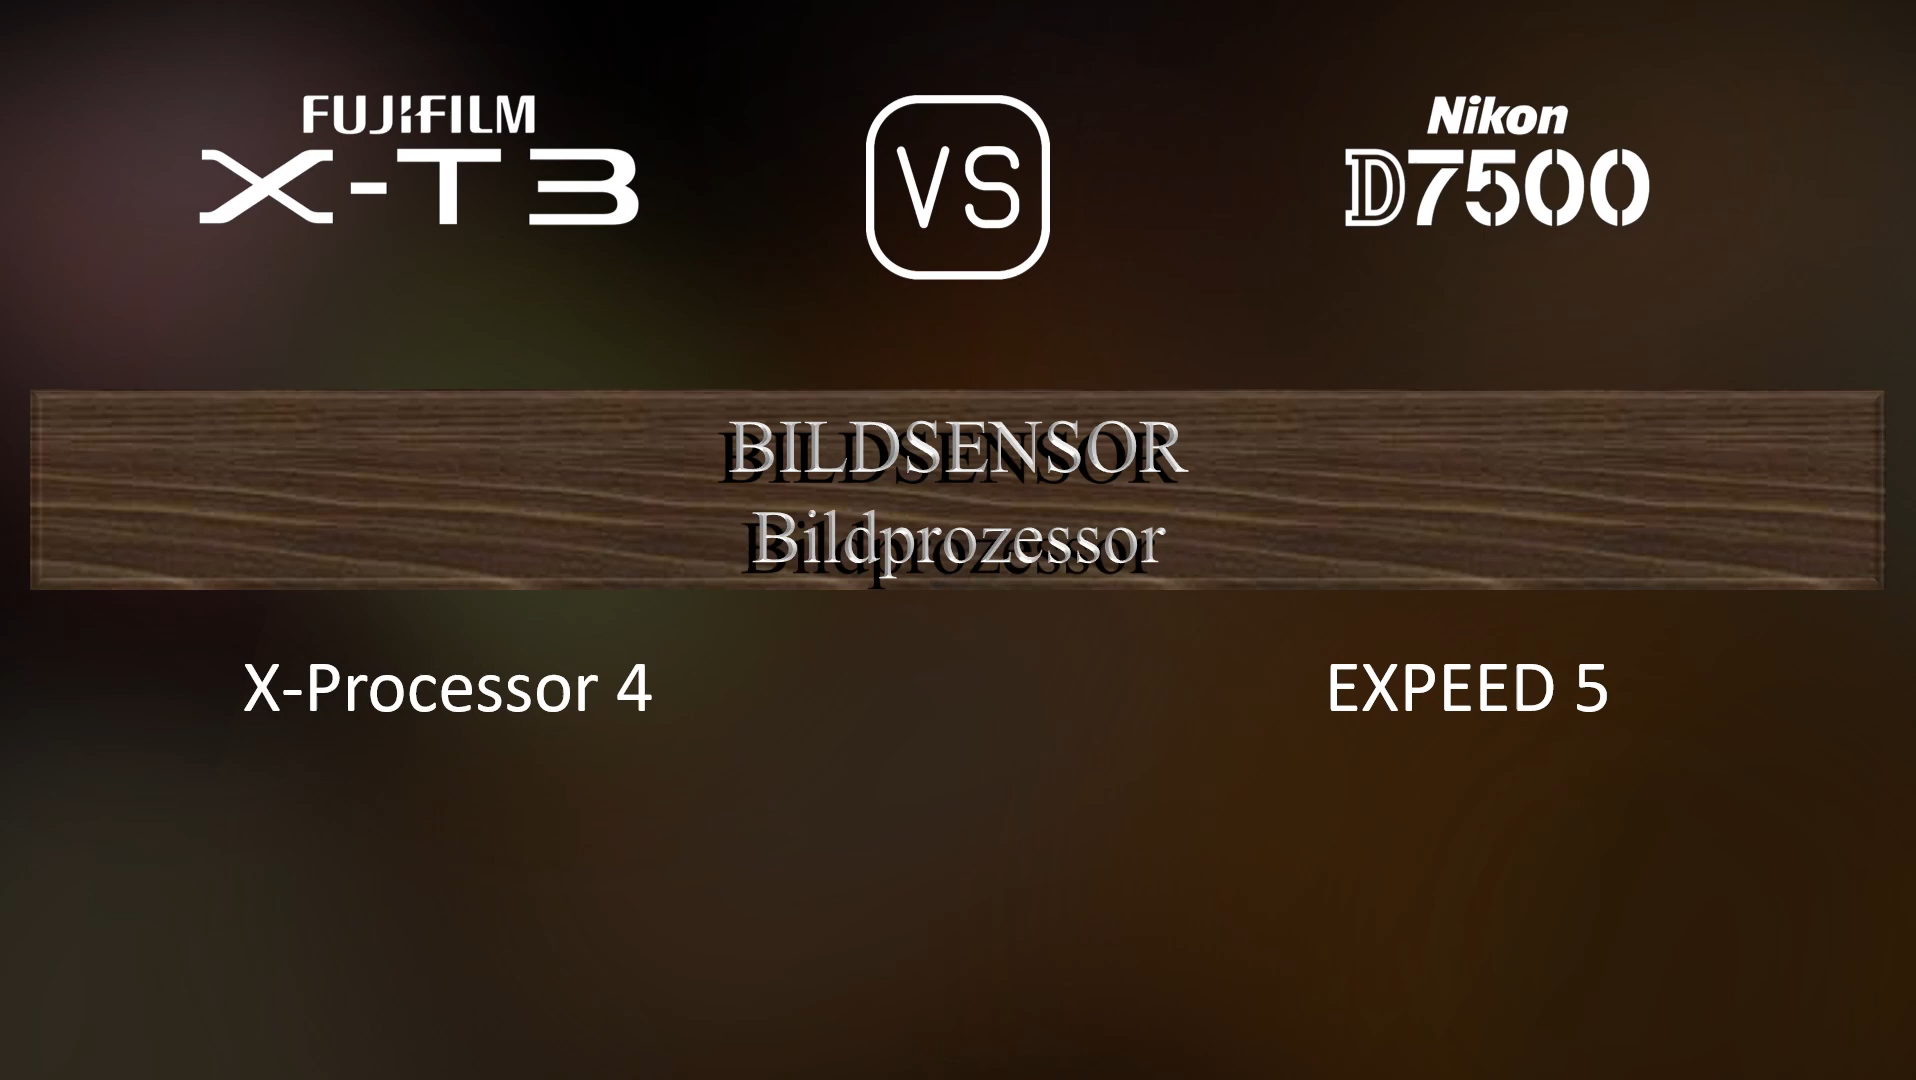 FUJIFILM
X-T3
VS
Nikon
D7500
BILDSENSOR
Bildprozessor
X-Processor 4
EXPEED 5